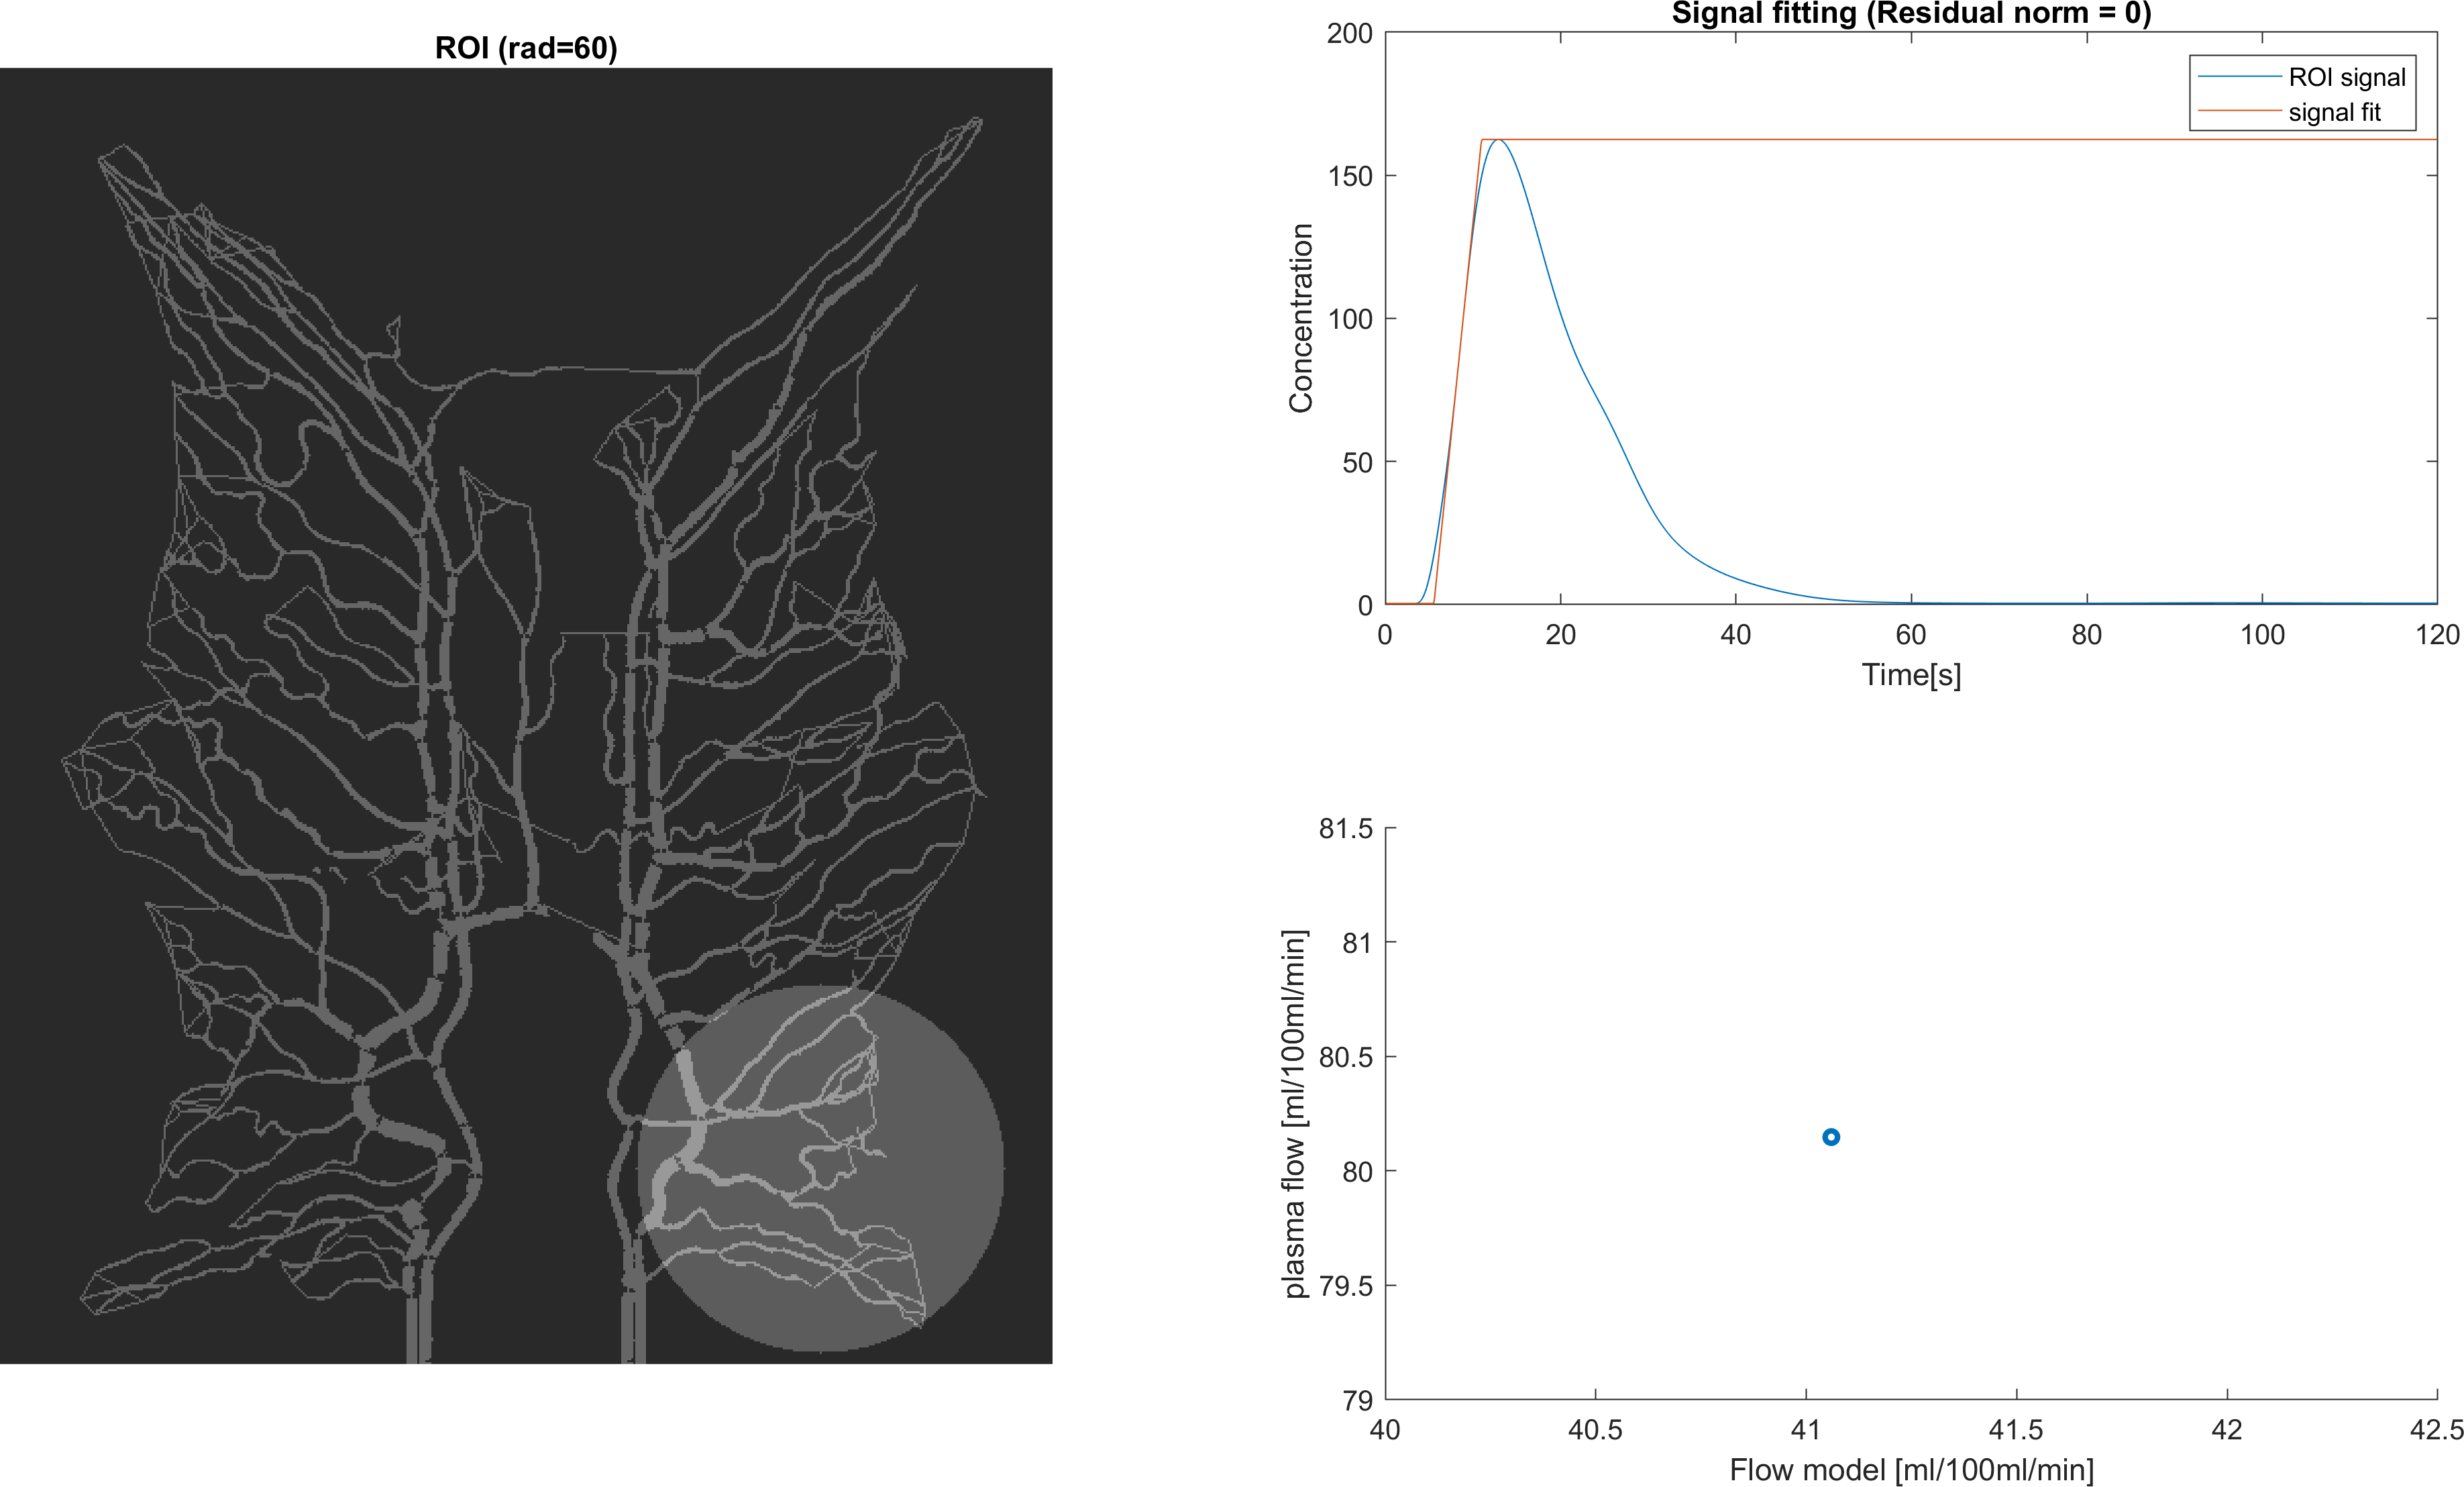 ROI (rad=60)
Signal fitting (Residual norm = 0)
200
150
100
50
0
Concentration
ROI signal
signal fit
0 20 40 60 80 100 120
Time[s]
81.5
81
80.5
80
79.5
79
plasma flow [ml/100ml/min]
40 40.5 41 41.5 42 42.5
Flow model [ml/100ml/min]